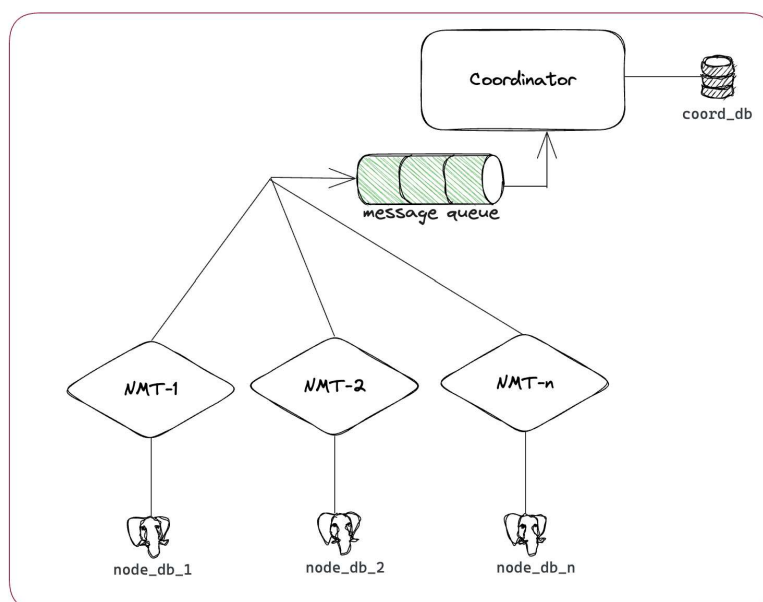 Coordinator
coord_db
message queue
NMT-1
NMT-2
NMT-n
node_db_1
node_db_2
node_db_n